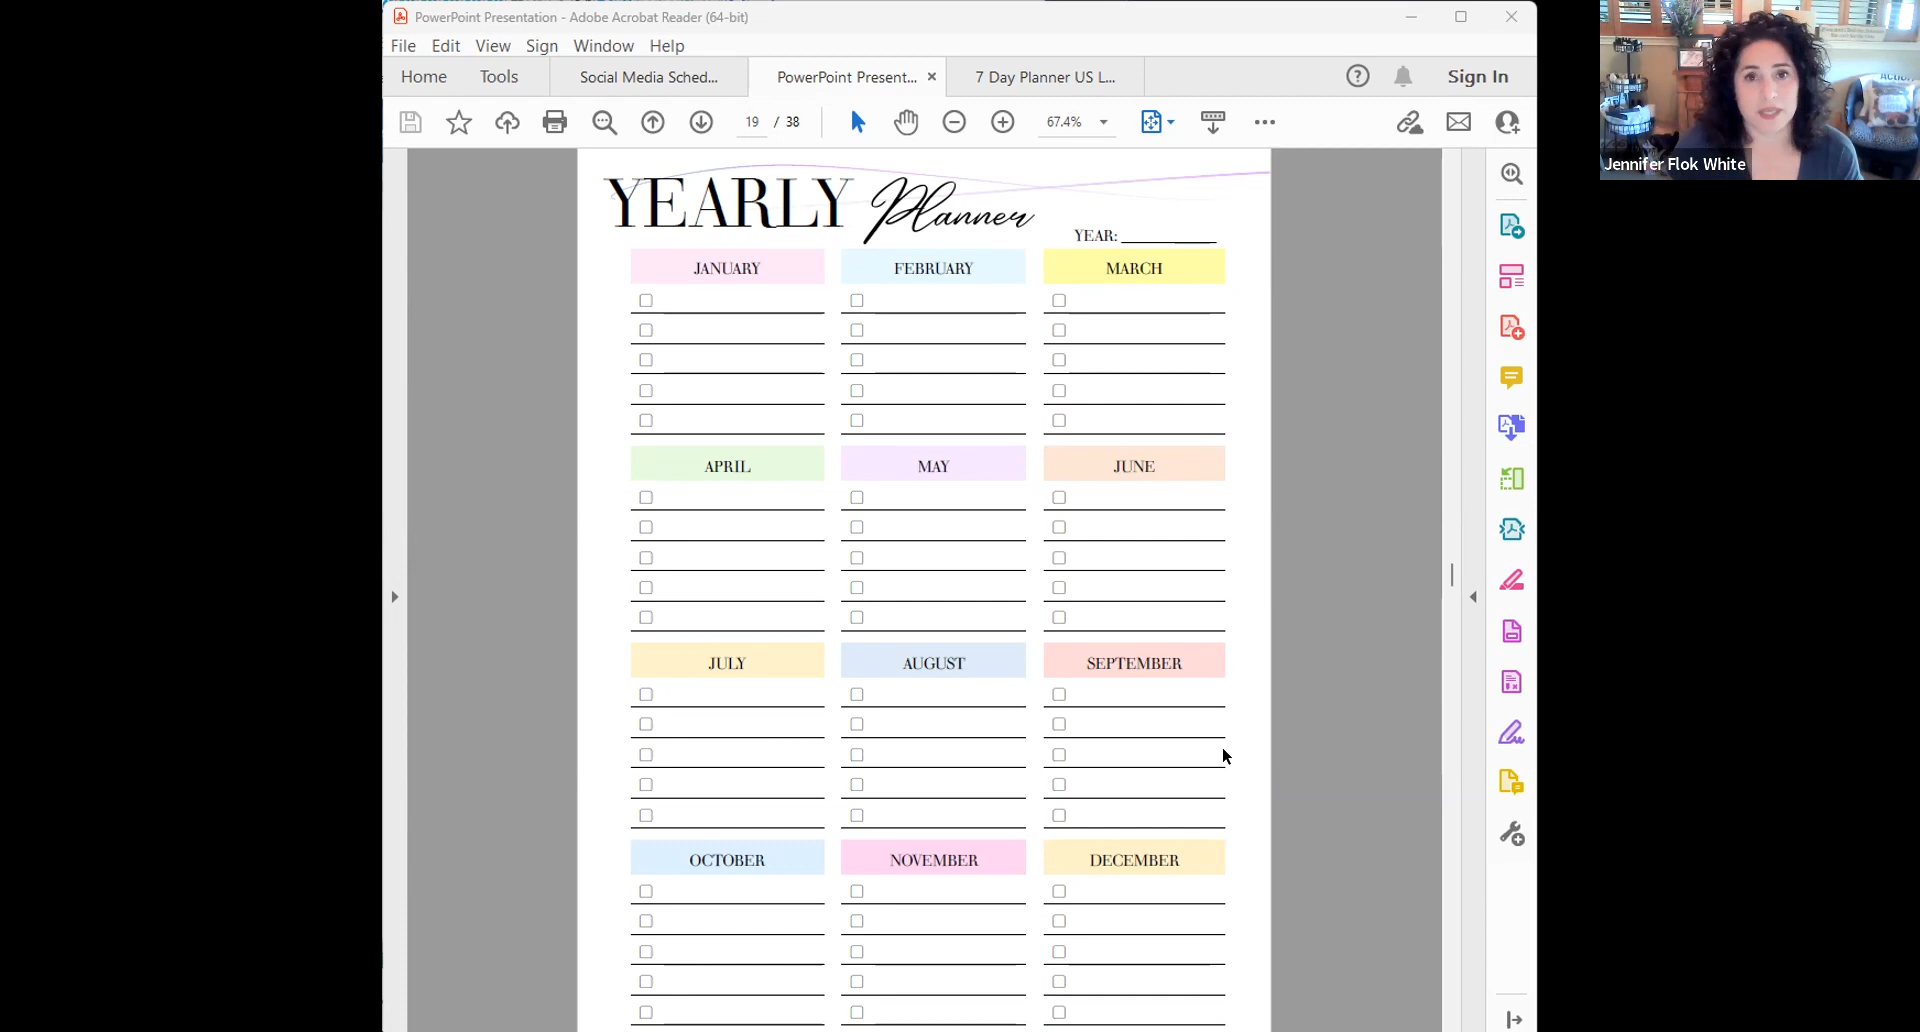 PowerPoint Presentation - Adobe Acrobat Reader (64-bit)
File Edit View Sign Window Help
Home Tools Social Media Sched... PowerPoint Present... 7 Day Planner US L... Sign In
19 / 38 67.4%
YEARLY Planner
YEAR:
JANUARY FEBRUARY MARCH
APRIL MAY JUNE
JULY AUGUST SEPTEMBER
OCTOBER NOVEMBER DECEMBER
Jennifer Flok White